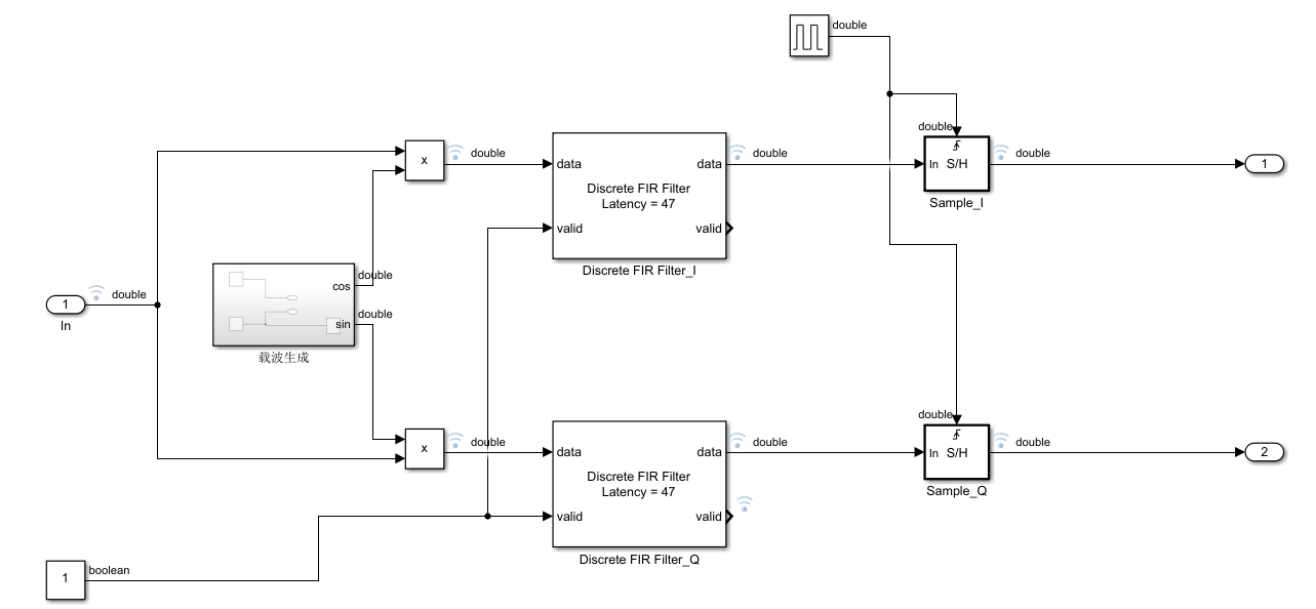 double
double
x
double
data
data
double
In
S/H
double
1
Discrete FIR Filter
Latency = 47
Sample_I
valid
valid
Discrete FIR Filter_I
double
cos
1
double
In
double
sin
载波生成
double
x
double
data
data
double
In
S/H
double
2
Discrete FIR Filter
Latency = 47
Sample_Q
valid
valid
Discrete FIR Filter_Q
1
boolean